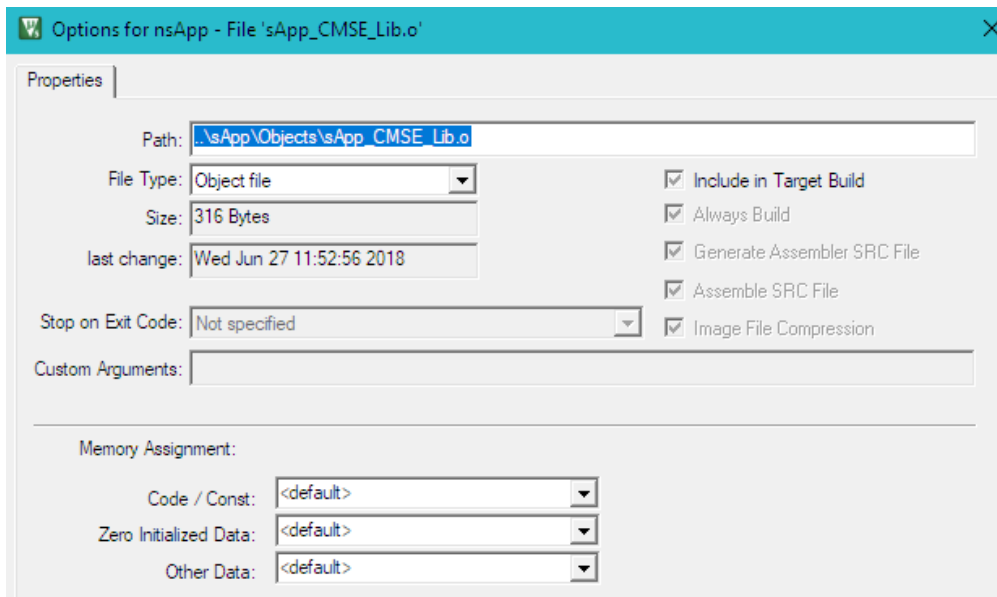 Options for nsApp - File 'sApp_CMSE_Lib.o'
Properties
Path: ..\sApp\Objects\sApp_CMSE_Lib.o
File Type: Object file
Include in Target Build
Size: 316 Bytes
Always Build
last change: Wed Jun 27 11:52:56 2018
Generate Assembler SRC File
Assemble SRC File
Stop on Exit Code: Not specified
Image File Compression
Custom Arguments:
Memory Assignment:
Code / Const: <default>
Zero Initialized Data: <default>
Other Data: <default>